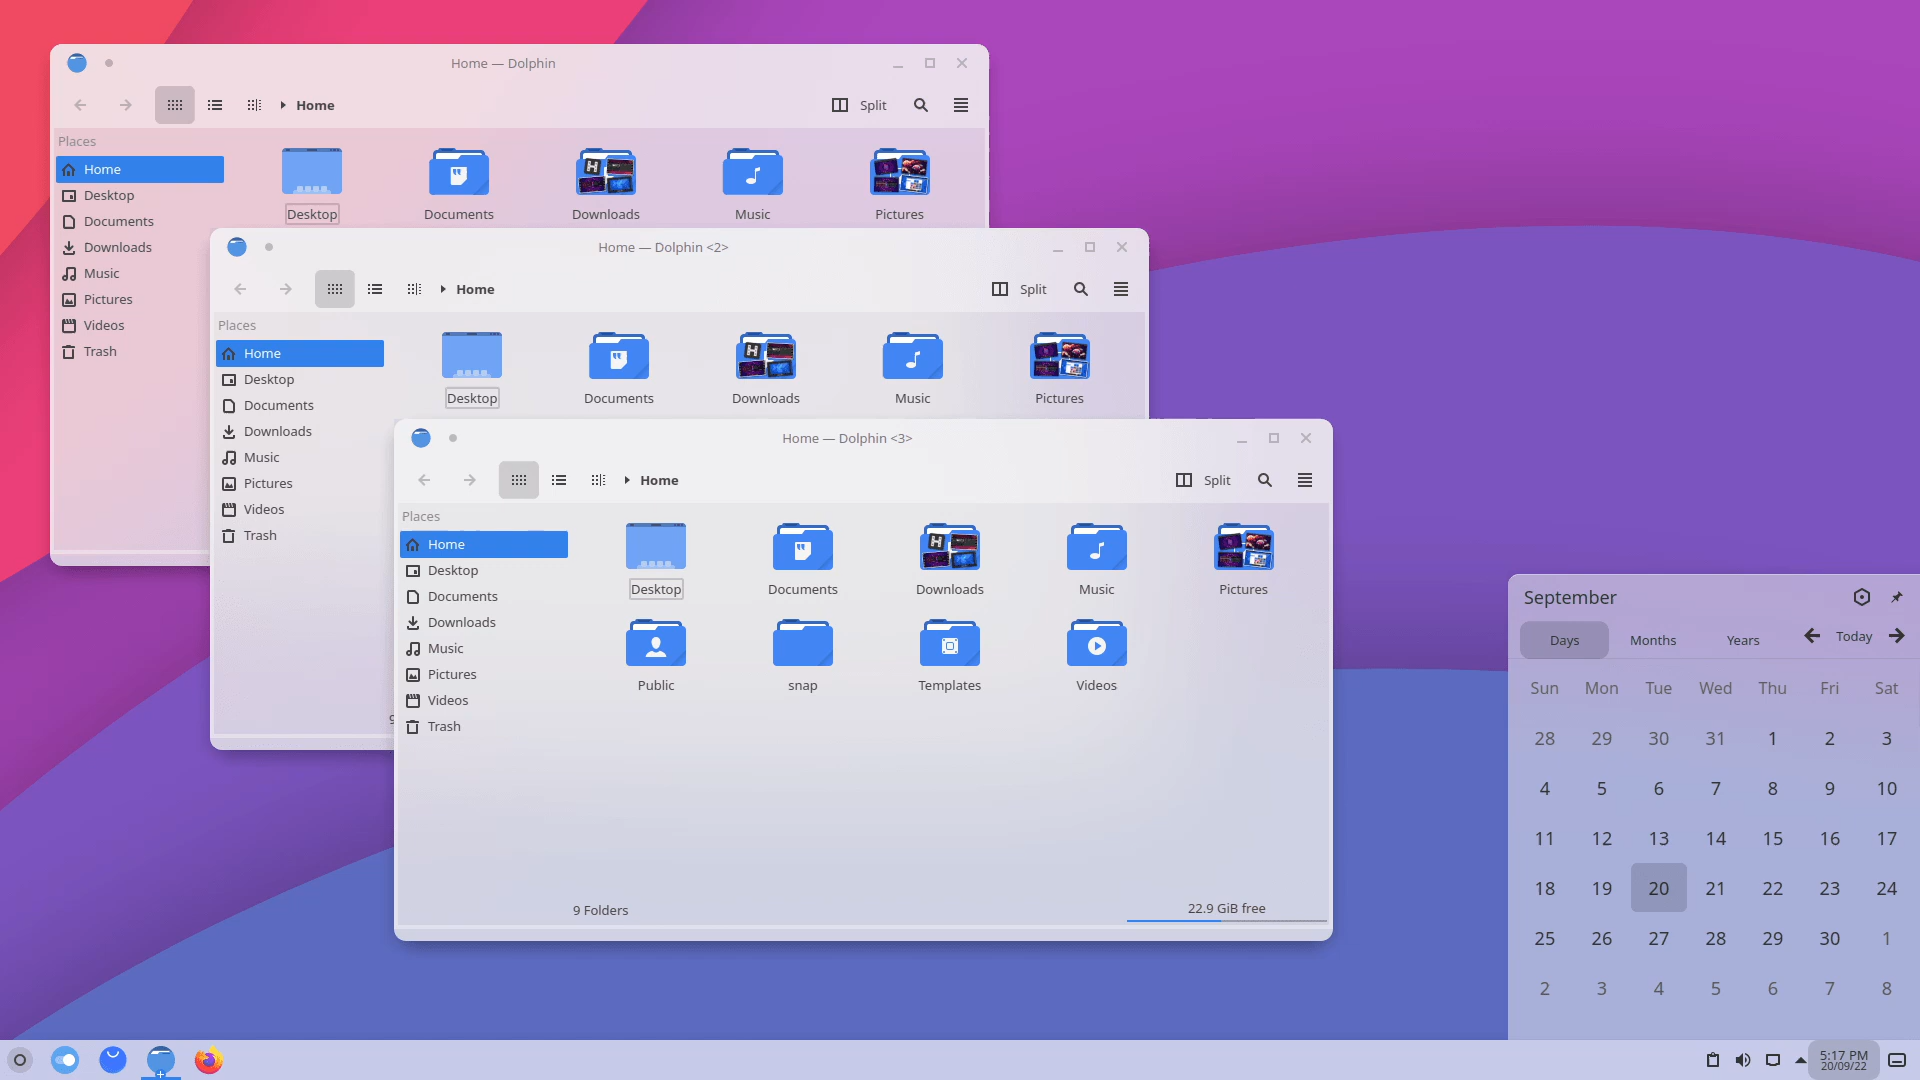 Home — Dolphin
Home
Split
Places
Home
Desktop
Documents
Downloads
Music
Pictures
Videos
Trash
Desktop
Documents
Downloads
Music
Pictures
Home — Dolphin <2>
Home
Split
Places
Home
Desktop
Documents
Downloads
Music
Pictures
Videos
Trash
Desktop
Documents
Downloads
Music
Pictures
9
Home — Dolphin <3>
Home
Split
Places
Home
Desktop
Documents
Downloads
Music
Pictures
Videos
Trash
Desktop
Documents
Downloads
Music
Pictures
Public
snap
Templates
Videos
9 Folders
22.9 GiB free
September
Days Months Years Today
Sun Mon Tue Wed Thu Fri Sat
28 29 30 31 1 2 3
4 5 6 7 8 9 10
11 12 13 14 15 16 17
18 19 20 21 22 23 24
25 26 27 28 29 30 1
2 3 4 5 6 7 8
5:17 PM
20/09/22